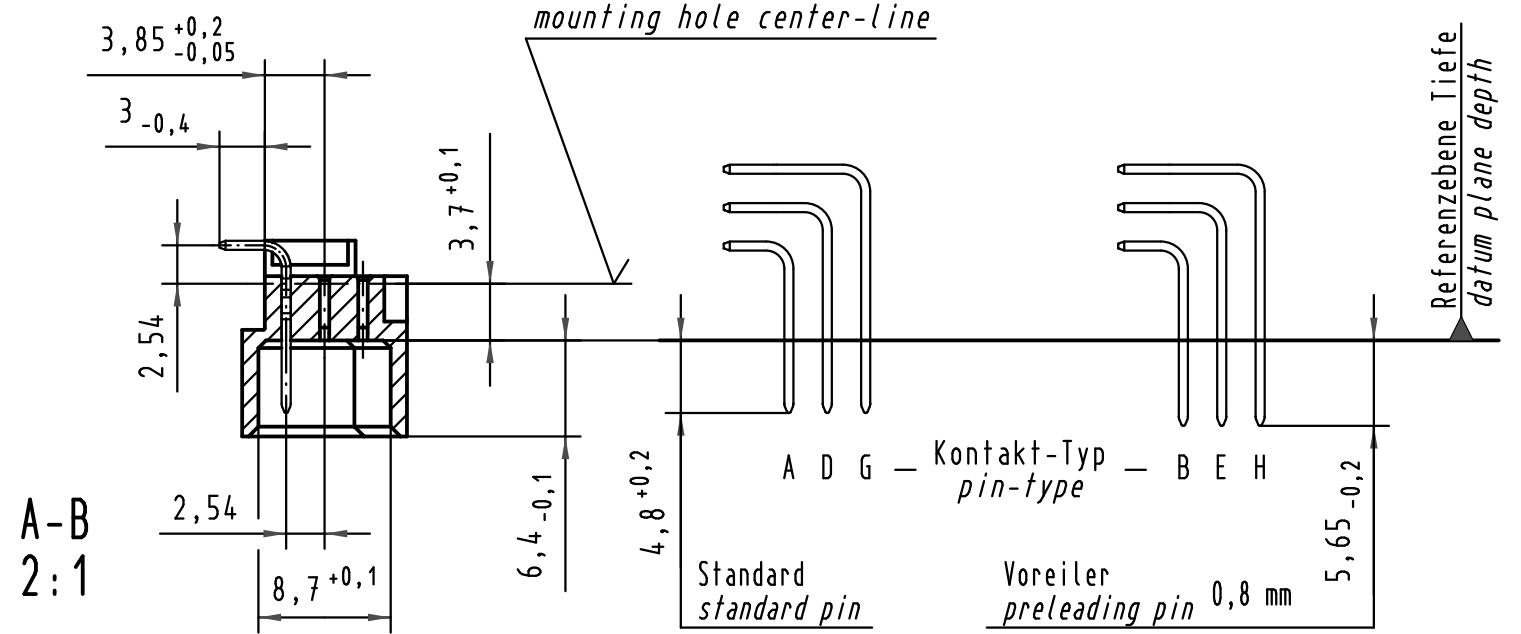 mounting hole center-line
3,85 +0,2 -0,05
3 -0,4
3,7 +0,1
2,54
Referenzebene Tiefe
datum plane depth
A D G – Kontakt-Typ – B E H
pin-type
A-B
2:1
2,54
8,7 +0,1
6,4 -0,1
4,8 +0,2
5,65 -0,2
Standard
standard pin
Voreiler
preleading pin 0,8 mm